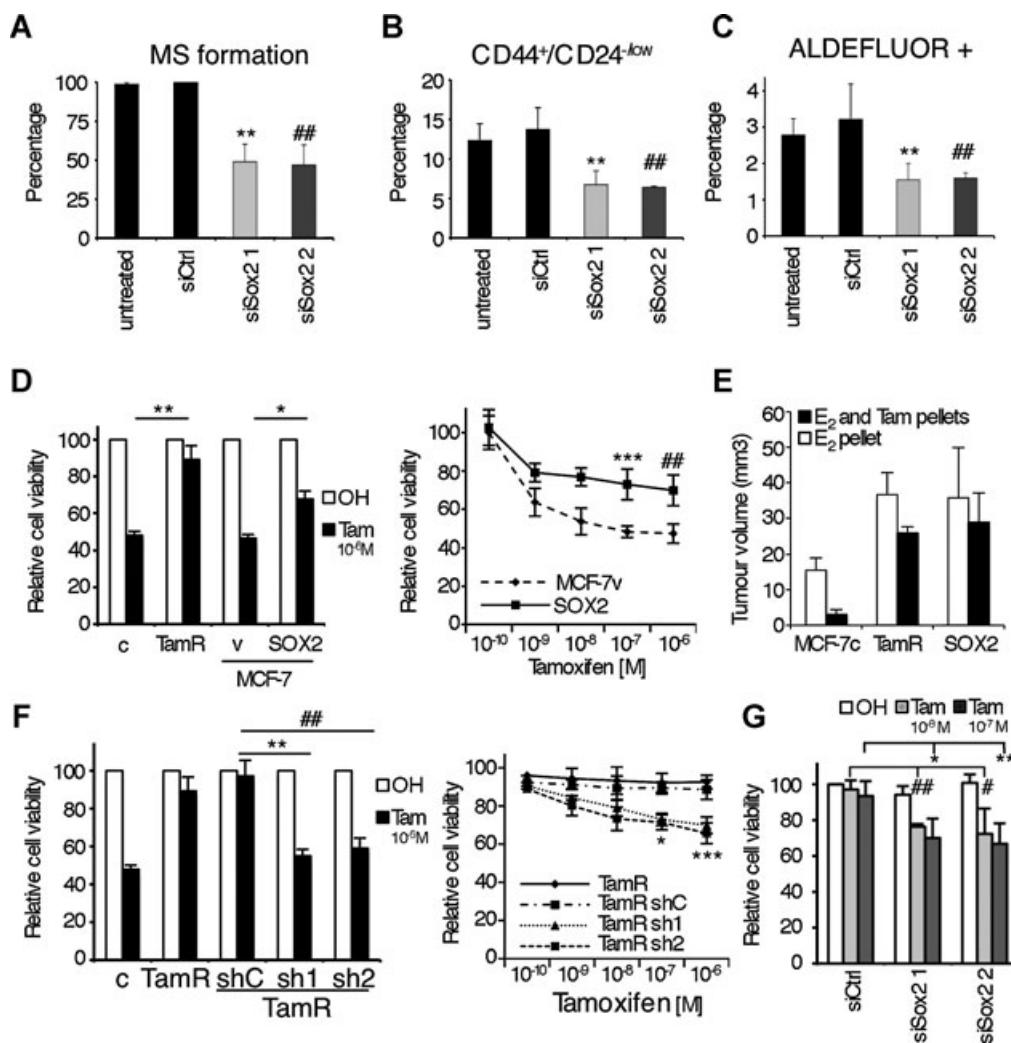 A
MS formation
Percentage
100
75
50
25
0
**
##
untreated
siCtrl
siSox2 1
siSox2 2
B
CD44+/CD24-/low
Percentage
20
15
10
5
0
**
##
untreated
siCtrl
siSox2 1
siSox2 2
C
ALDEFLUOR +
Percentage
4
3
2
1
0
**
##
untreated
siCtrl
siSox2 1
siSox2 2
D
Relative cell viability
100
80
60
40
20
0
**
*
OH
Tam
10-6M
c TamR v SOX2
MCF-7
Relative cell viability
100
80
60
40
20
0
***
##
MCF-7v
SOX2
10-10 10-9 10-8 10-7 10-6
Tamoxifen [M]
E
Tumour volume (mm3)
60
40
20
0
E2 and Tam pellets
E2 pellet
MCF-7c TamR SOX2
F
Relative cell viability
100
80
60
40
20
0
##
**
OH
Tam
10-6M
c TamR shC sh1 sh2
TamR
Relative cell viability
100
80
60
40
20
0
*
***
TamR
TamR shC
TamR sh1
TamR sh2
10-10 10-9 10-8 10-7 10-6
Tamoxifen [M]
G
OH Tam Tam
10-8M 10-7M
*
**
##
#
Relative cell viability
100
80
60
40
20
0
siCtrl
siSox2 1
siSox2 2